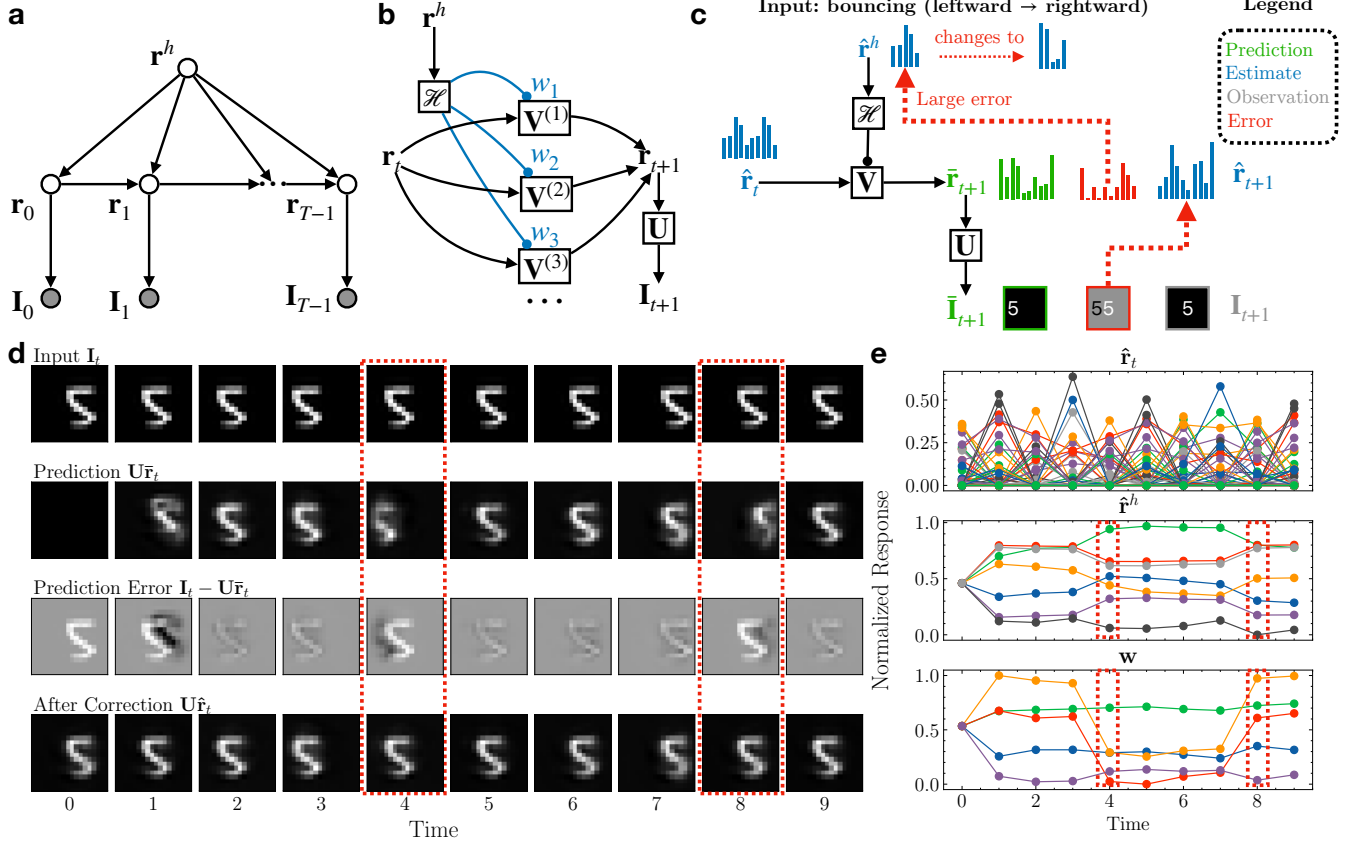 a
r^h
r_0
r_1
r_{T−1}
I_0
I_1
I_{T−1}
b
r^h
ℋ
w_1
V^{(1)}
r_t
w_2
V^{(2)}
r_{t+1}
w_3
V^{(3)}
U
I_{t+1}
c
Input: bouncing (leftward → rightward)
r̂^h
changes to
Large error
ℋ
r̂_t
V
r̄_{t+1}
r̂_{t+1}
U
Ī_{t+1}
5
55
5
I_{t+1}
Legend
Prediction
Estimate
Observation
Error
d
Input I_t
Prediction Ur̄_t
Prediction Error I_t − Ur̄_t
After Correction Ur̂_t
0 1 2 3 4 5 6 7 8 9
Time
e
r̂_t
0.50
0.25
0.00
r̂^h
1.0
0.5
0.0
w
1.0
0.5
0.0
Normalized Response
0 2 4 6 8
Time